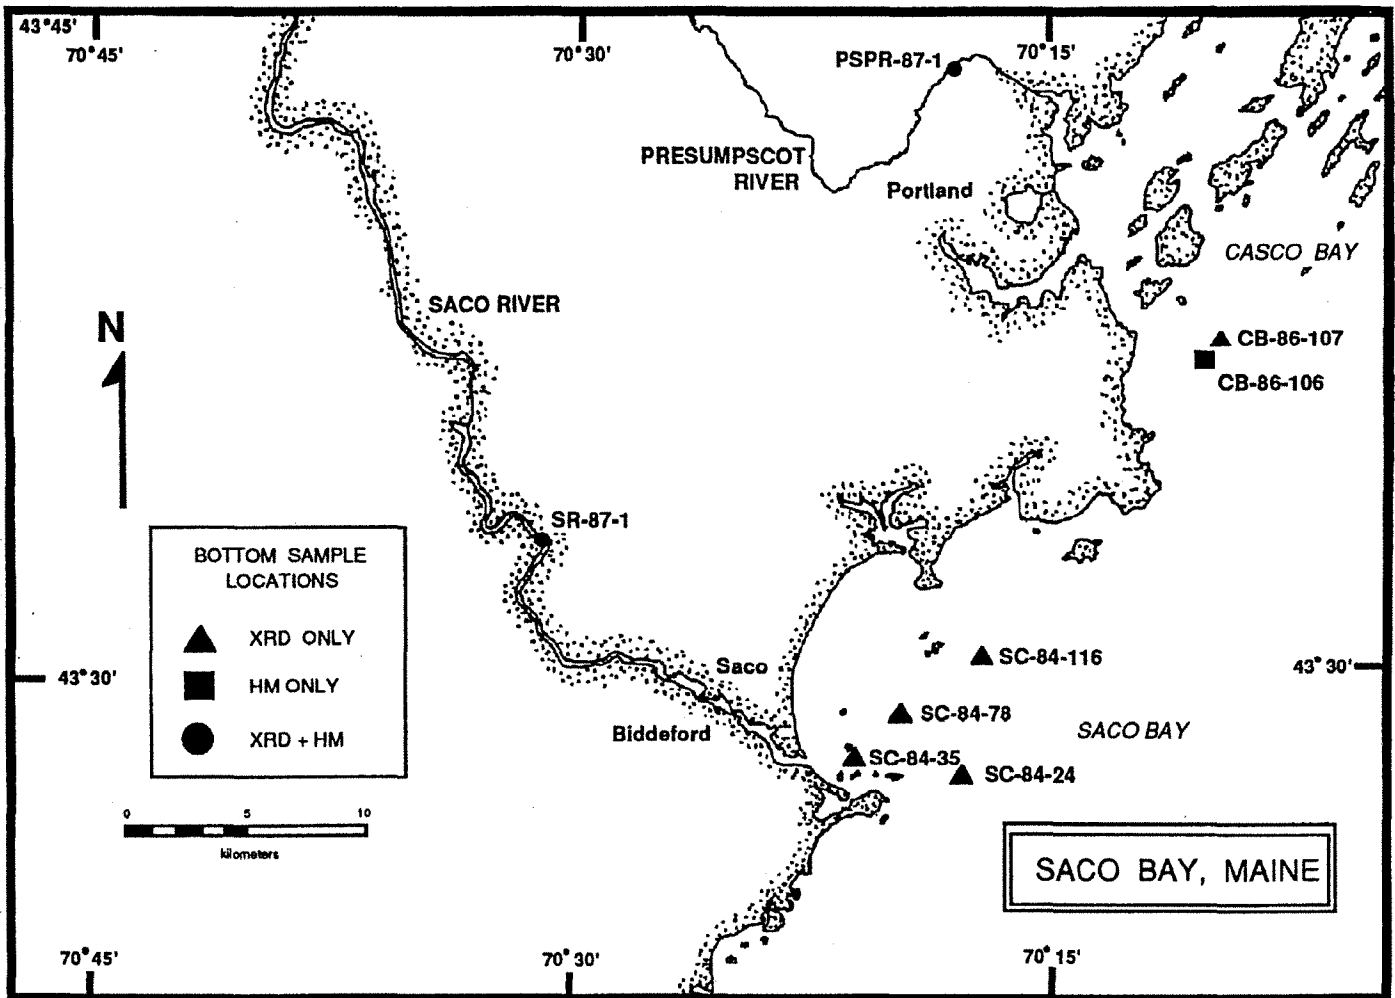 43°45'
70°45'
70°30'
70°15'
PSPR-87-1
PRESUMPSCOT
RIVER
Portland
CASCO BAY
SACO RIVER
N
CB-86-107
CB-86-106
SR-87-1
BOTTOM SAMPLE
LOCATIONS
XRD ONLY
HM ONLY
XRD + HM
43°30'
Saco
SC-84-116
43°30'
SC-84-78
Biddeford
SACO BAY
SC-84-35
SC-84-24
0 5 10
kilometers
SACO BAY, MAINE
70°45'
70°30'
70°15'